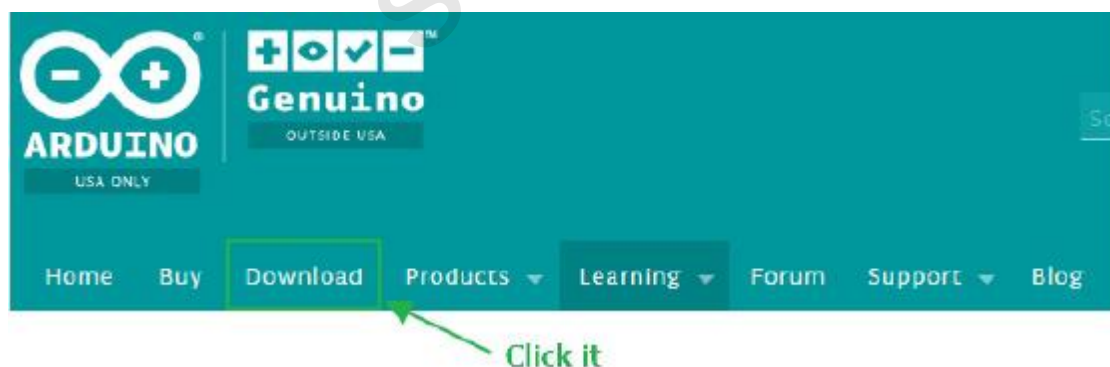 ARDUINO
USA ONLY
Genuino
OUTSIDE USA
Home Buy Download Products Learning Forum Support Blog
Click it